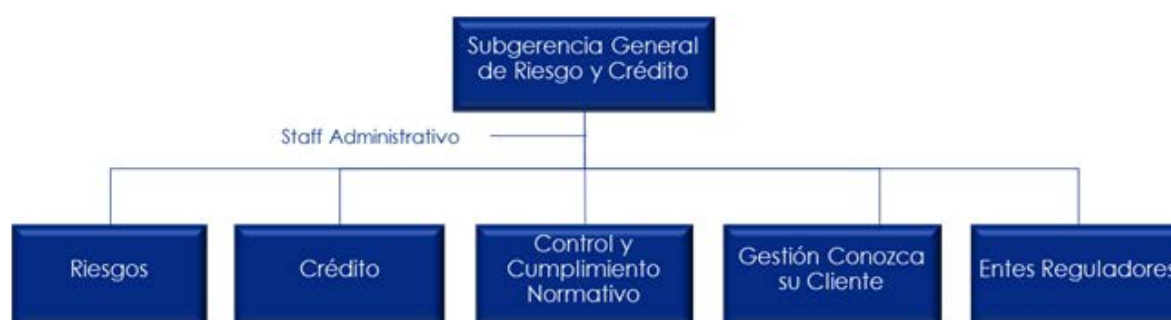 Subgerencia General
de Riesgo y Crédito
Staff Administrativo
Riesgos
Crédito
Control y
Cumplimiento
Normativo
Gestión Conozca
su Cliente
Entes Reguladores